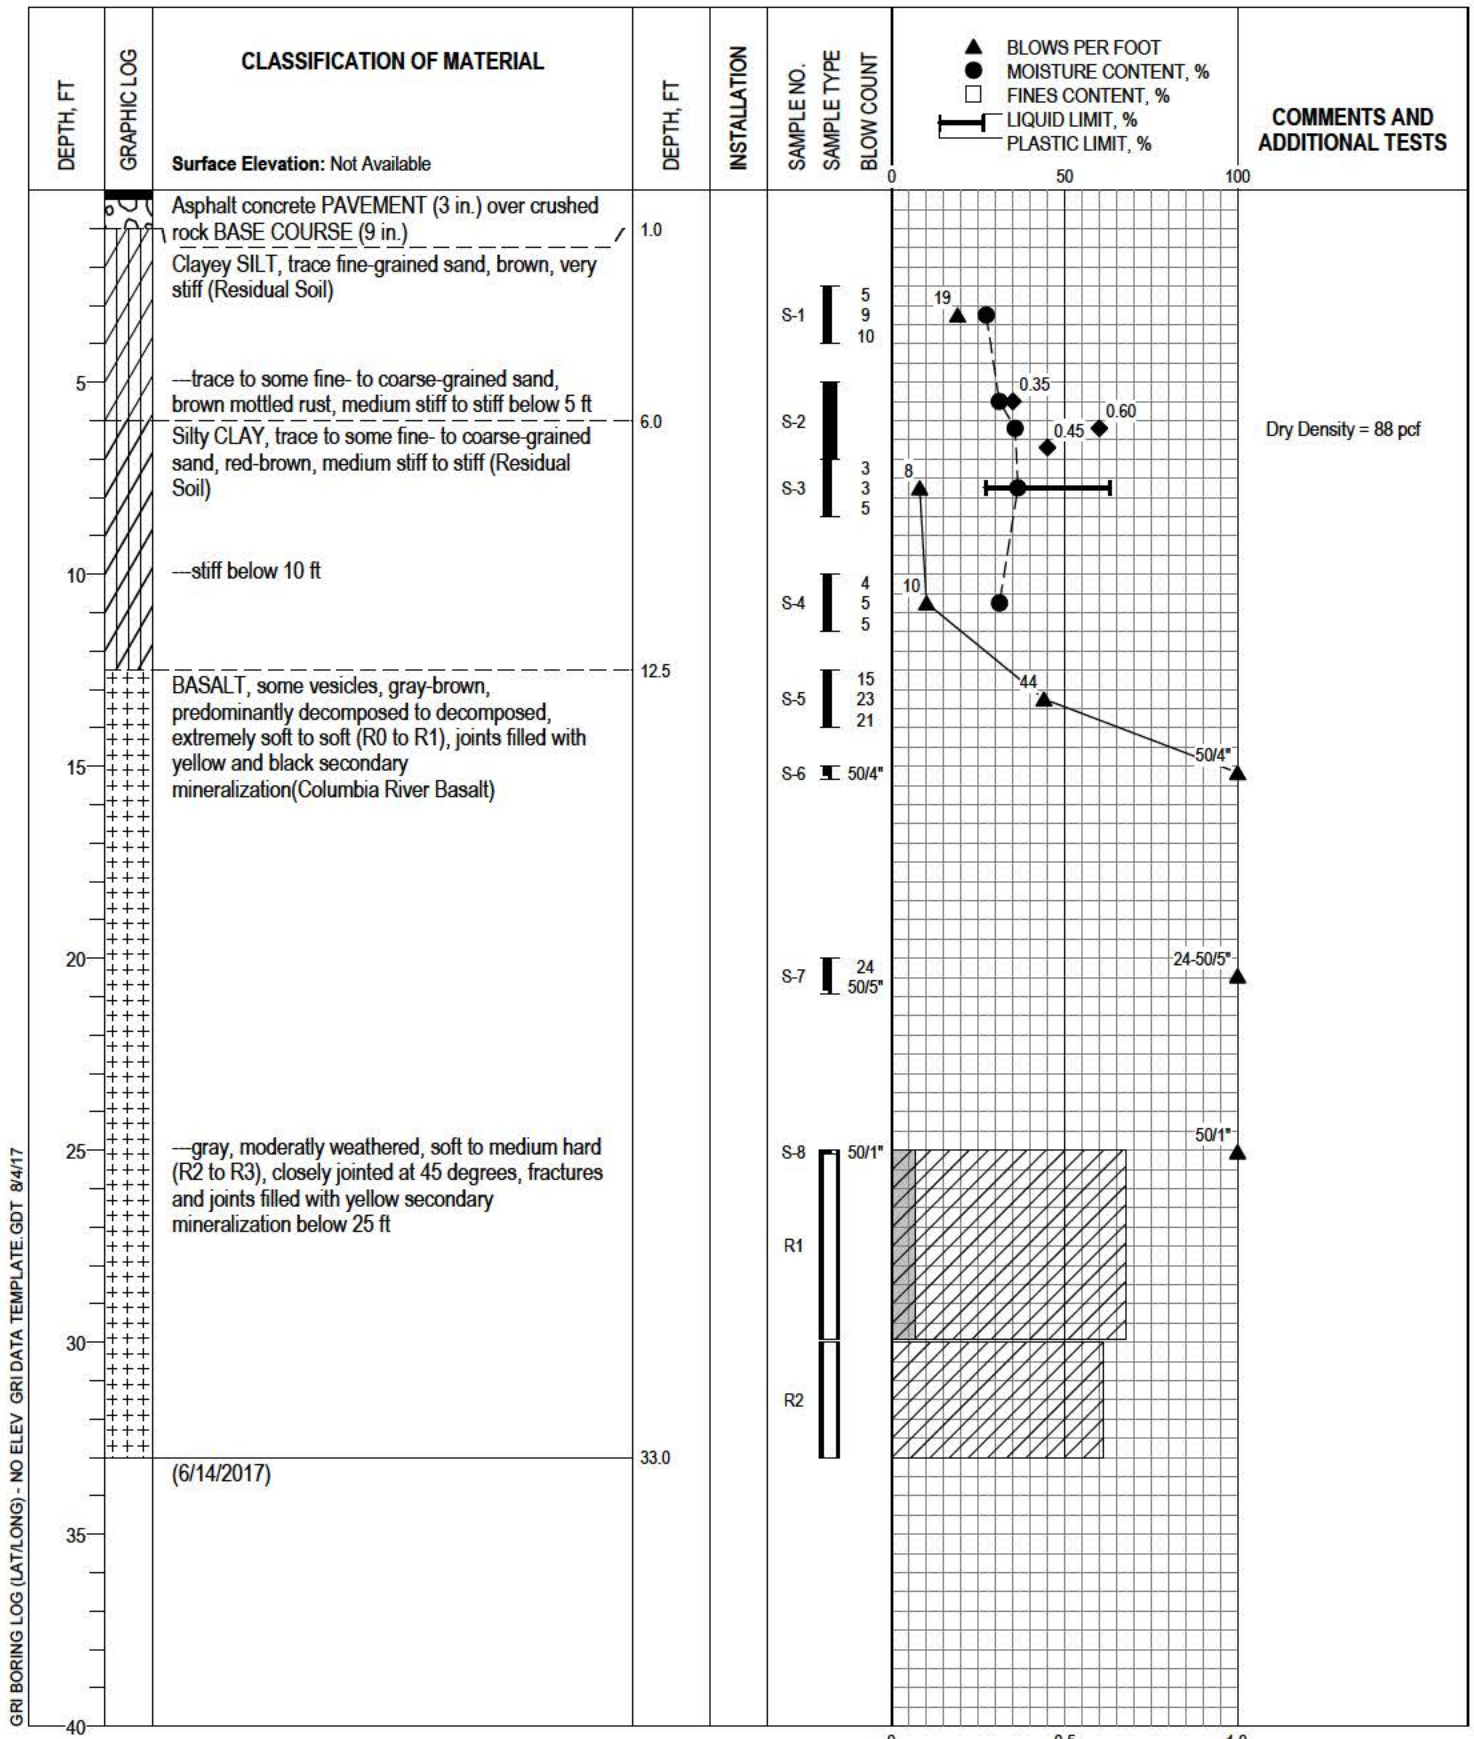 DEPTH, FT
GRAPHIC LOG
CLASSIFICATION OF MATERIAL
Surface Elevation: Not Available
DEPTH, FT
INSTALLATION
SAMPLE NO.
SAMPLE TYPE
BLOW COUNT
BLOWS PER FOOT
MOISTURE CONTENT, %
FINES CONTENT, %
LIQUID LIMIT, %
PLASTIC LIMIT, %
0 50 100
COMMENTS AND
ADDITIONAL TESTS
Asphalt concrete PAVEMENT (3 in.) over crushed
rock BASE COURSE (9 in.)
1.0
Clayey SILT, trace fine-grained sand, brown, very
stiff (Residual Soil)
S-1
5
9
10
19
5
---trace to some fine- to coarse-grained sand,
brown mottled rust, medium stiff to stiff below 5 ft
6.0
S-2
0.35
0.60
0.45
Dry Density = 88 pcf
Silty CLAY, trace to some fine- to coarse-grained
sand, red-brown, medium stiff to stiff (Residual
Soil)
S-3
3
3
5
8
10
---stiff below 10 ft
S-4
4
5
5
10
12.5
BASALT, some vesicles, gray-brown,
predominantly decomposed to decomposed,
extremely soft to soft (R0 to R1), joints filled with
yellow and black secondary
mineralization(Columbia River Basalt)
S-5
15
23
21
44
15
S-6
50/4"
50/4"
20
S-7
24
50/5"
24-50/5"
25
---gray, moderatly weathered, soft to medium hard
(R2 to R3), closely jointed at 45 degrees, fractures
and joints filled with yellow secondary
mineralization below 25 ft
S-8
50/1"
50/1"
R1
30
R2
33.0
(6/14/2017)
35
40
GRI BORING LOG (LAT/LONG) - NO ELEV GRI DATA TEMPLATE.GDT 8/4/17
0 0.5 1.0